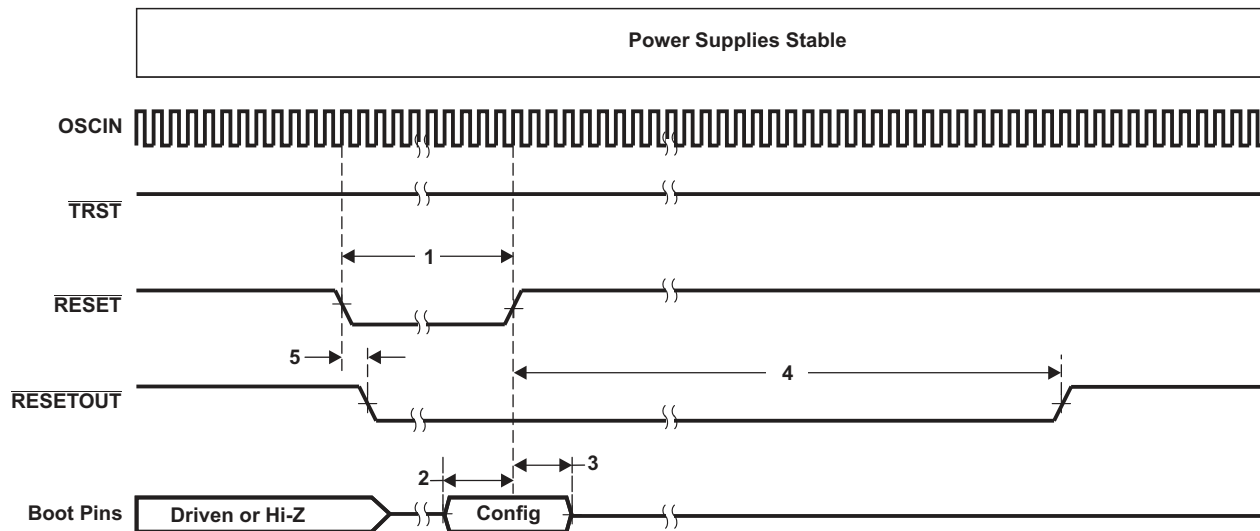 Power Supplies Stable
OSCIN
TRST
1
RESET
5
4
RESETOUT
2
3
Boot Pins
Driven or Hi-Z
Config